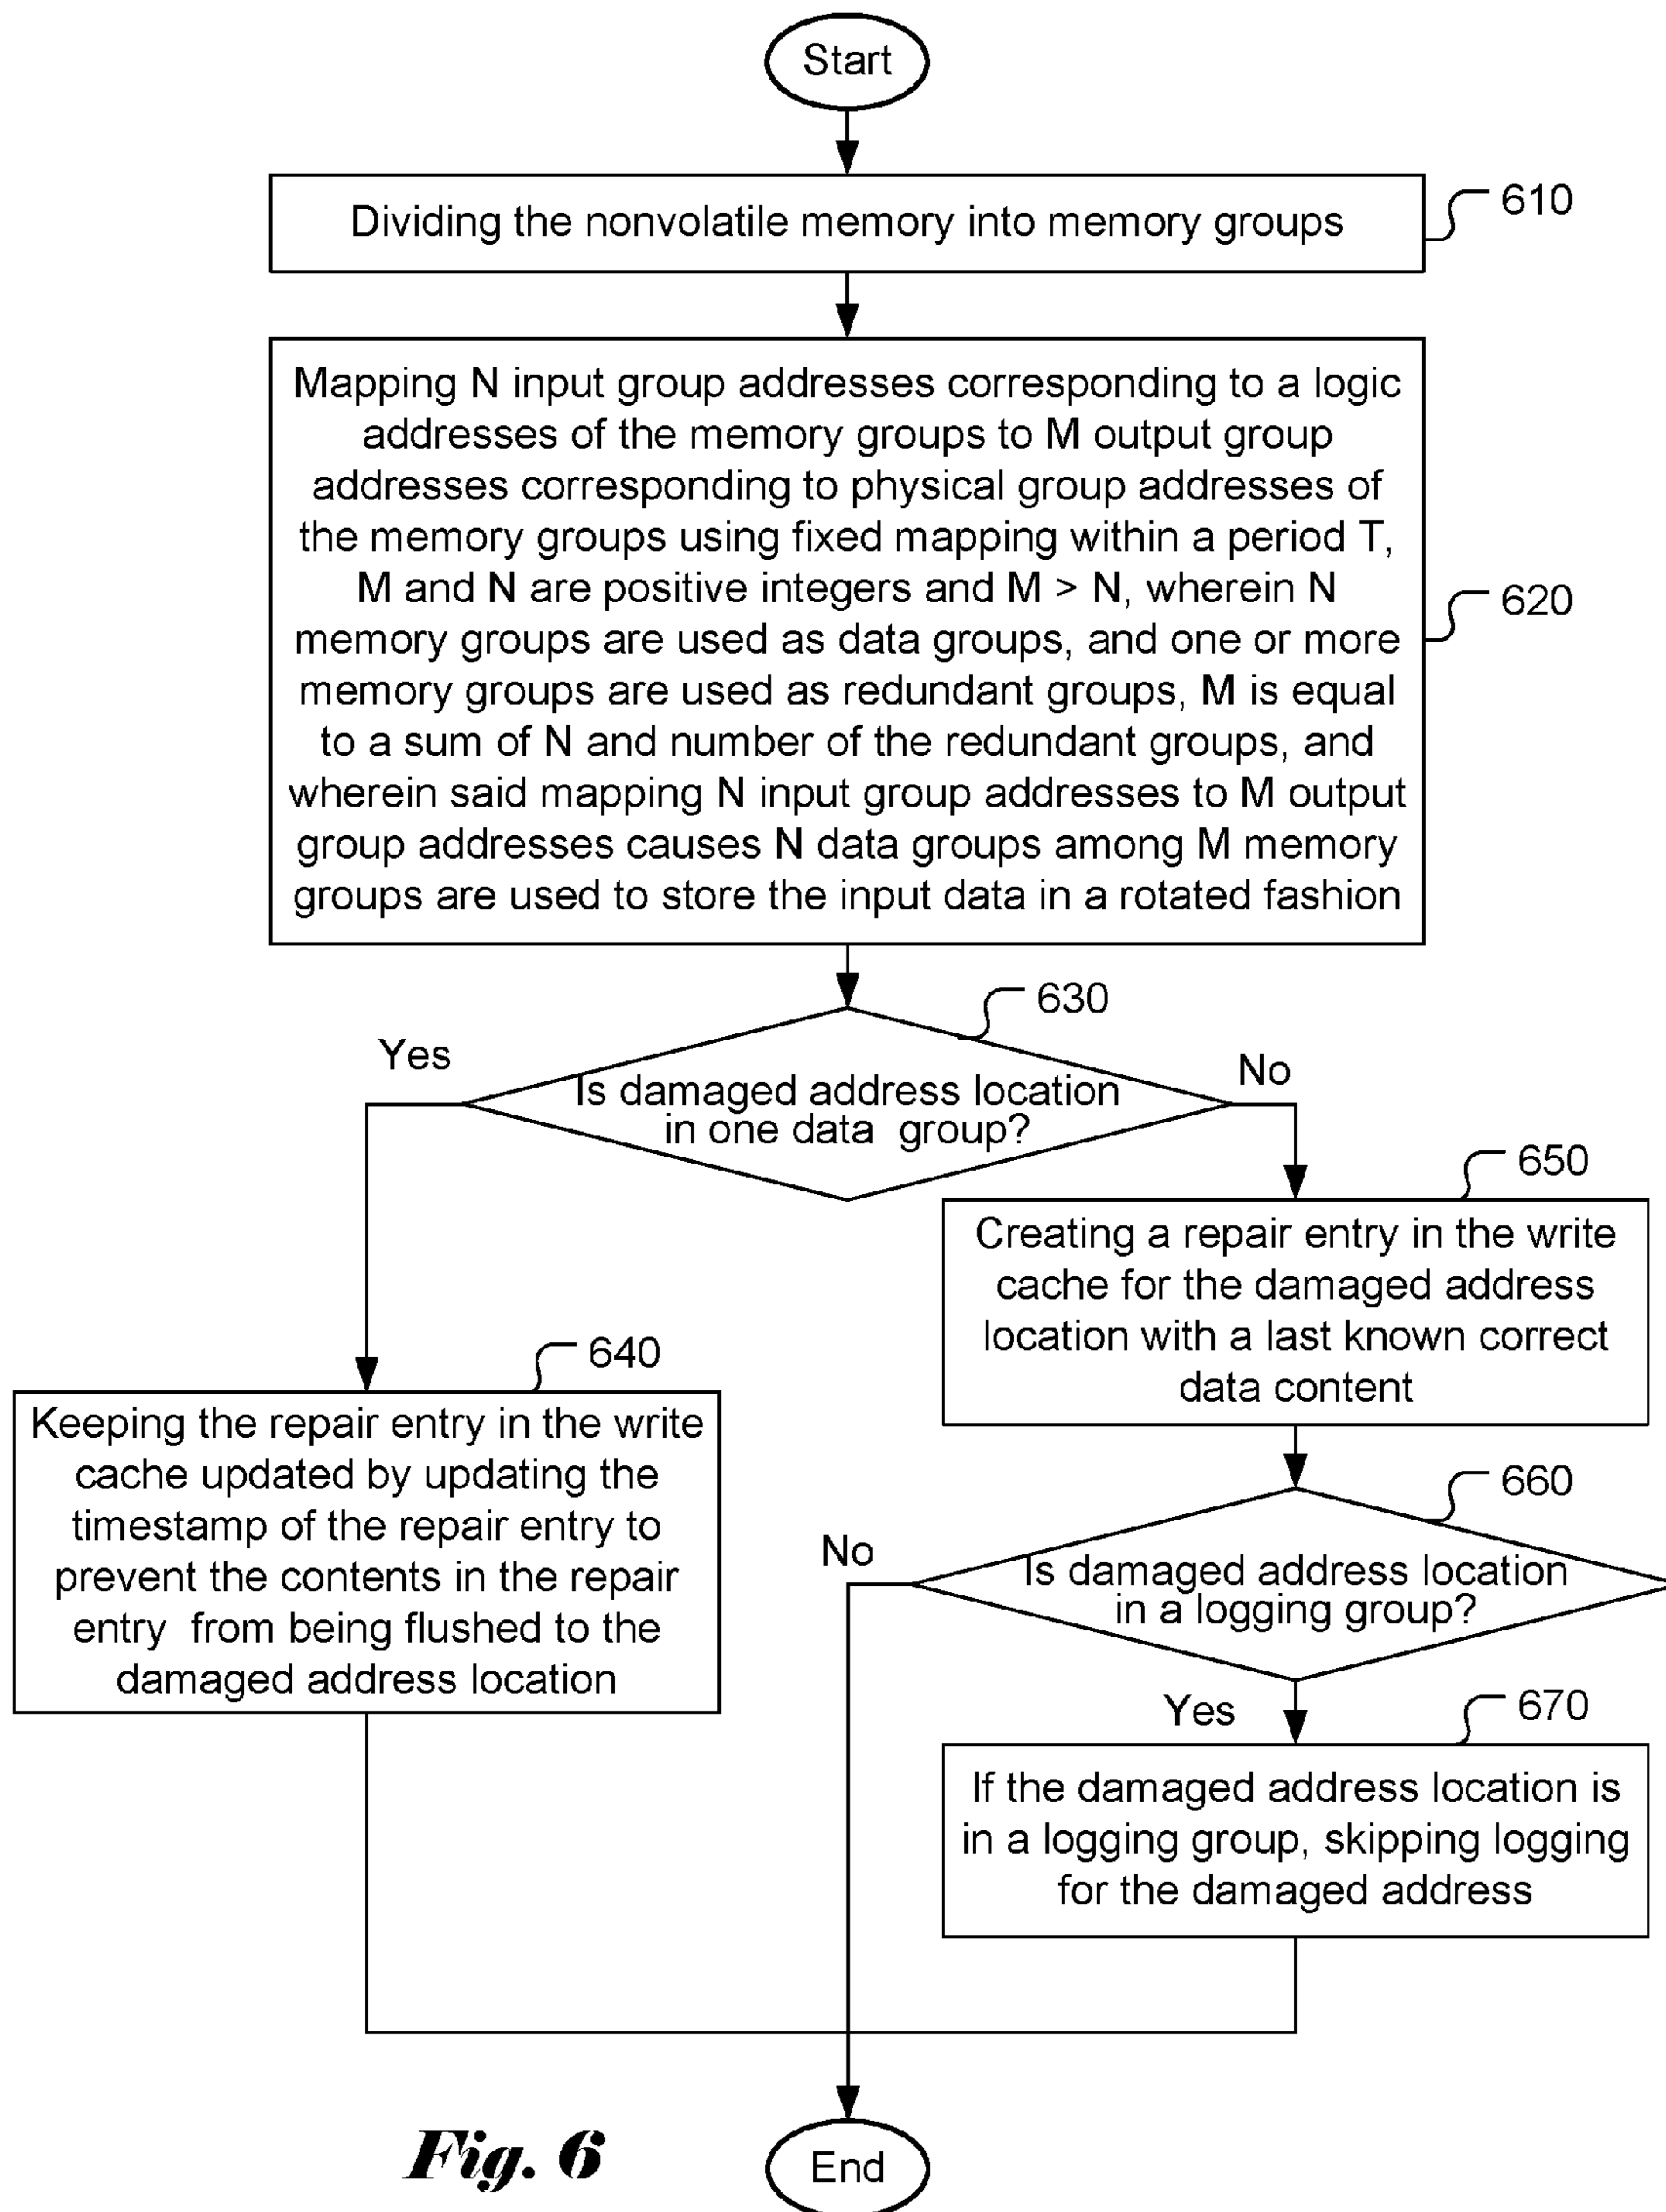 Start
Dividing the nonvolatile memory into memory groups
610
Mapping N input group addresses corresponding to a logic
addresses of the memory groups to M output group
addresses corresponding to physical group addresses of
the memory groups using fixed mapping within a period T,
M and N are positive integers and M > N, wherein N
memory groups are used as data groups, and one or more
memory groups are used as redundant groups, M is equal
to a sum of N and number of the redundant groups, and
wherein said mapping N input group addresses to M output
group addresses causes N data groups among M memory
groups are used to store the input data in a rotated fashion
620
630
Yes
No
Is damaged address location
in one data group?
650
Creating a repair entry in the write
cache for the damaged address
location with a last known correct
data content
640
Keeping the repair entry in the write
cache updated by updating the
timestamp of the repair entry to
prevent the contents in the repair
entry from being flushed to the
damaged address location
660
No
Is damaged address location
in a logging group?
Yes
670
If the damaged address location is
in a logging group, skipping logging
for the damaged address
Fig. 6
End